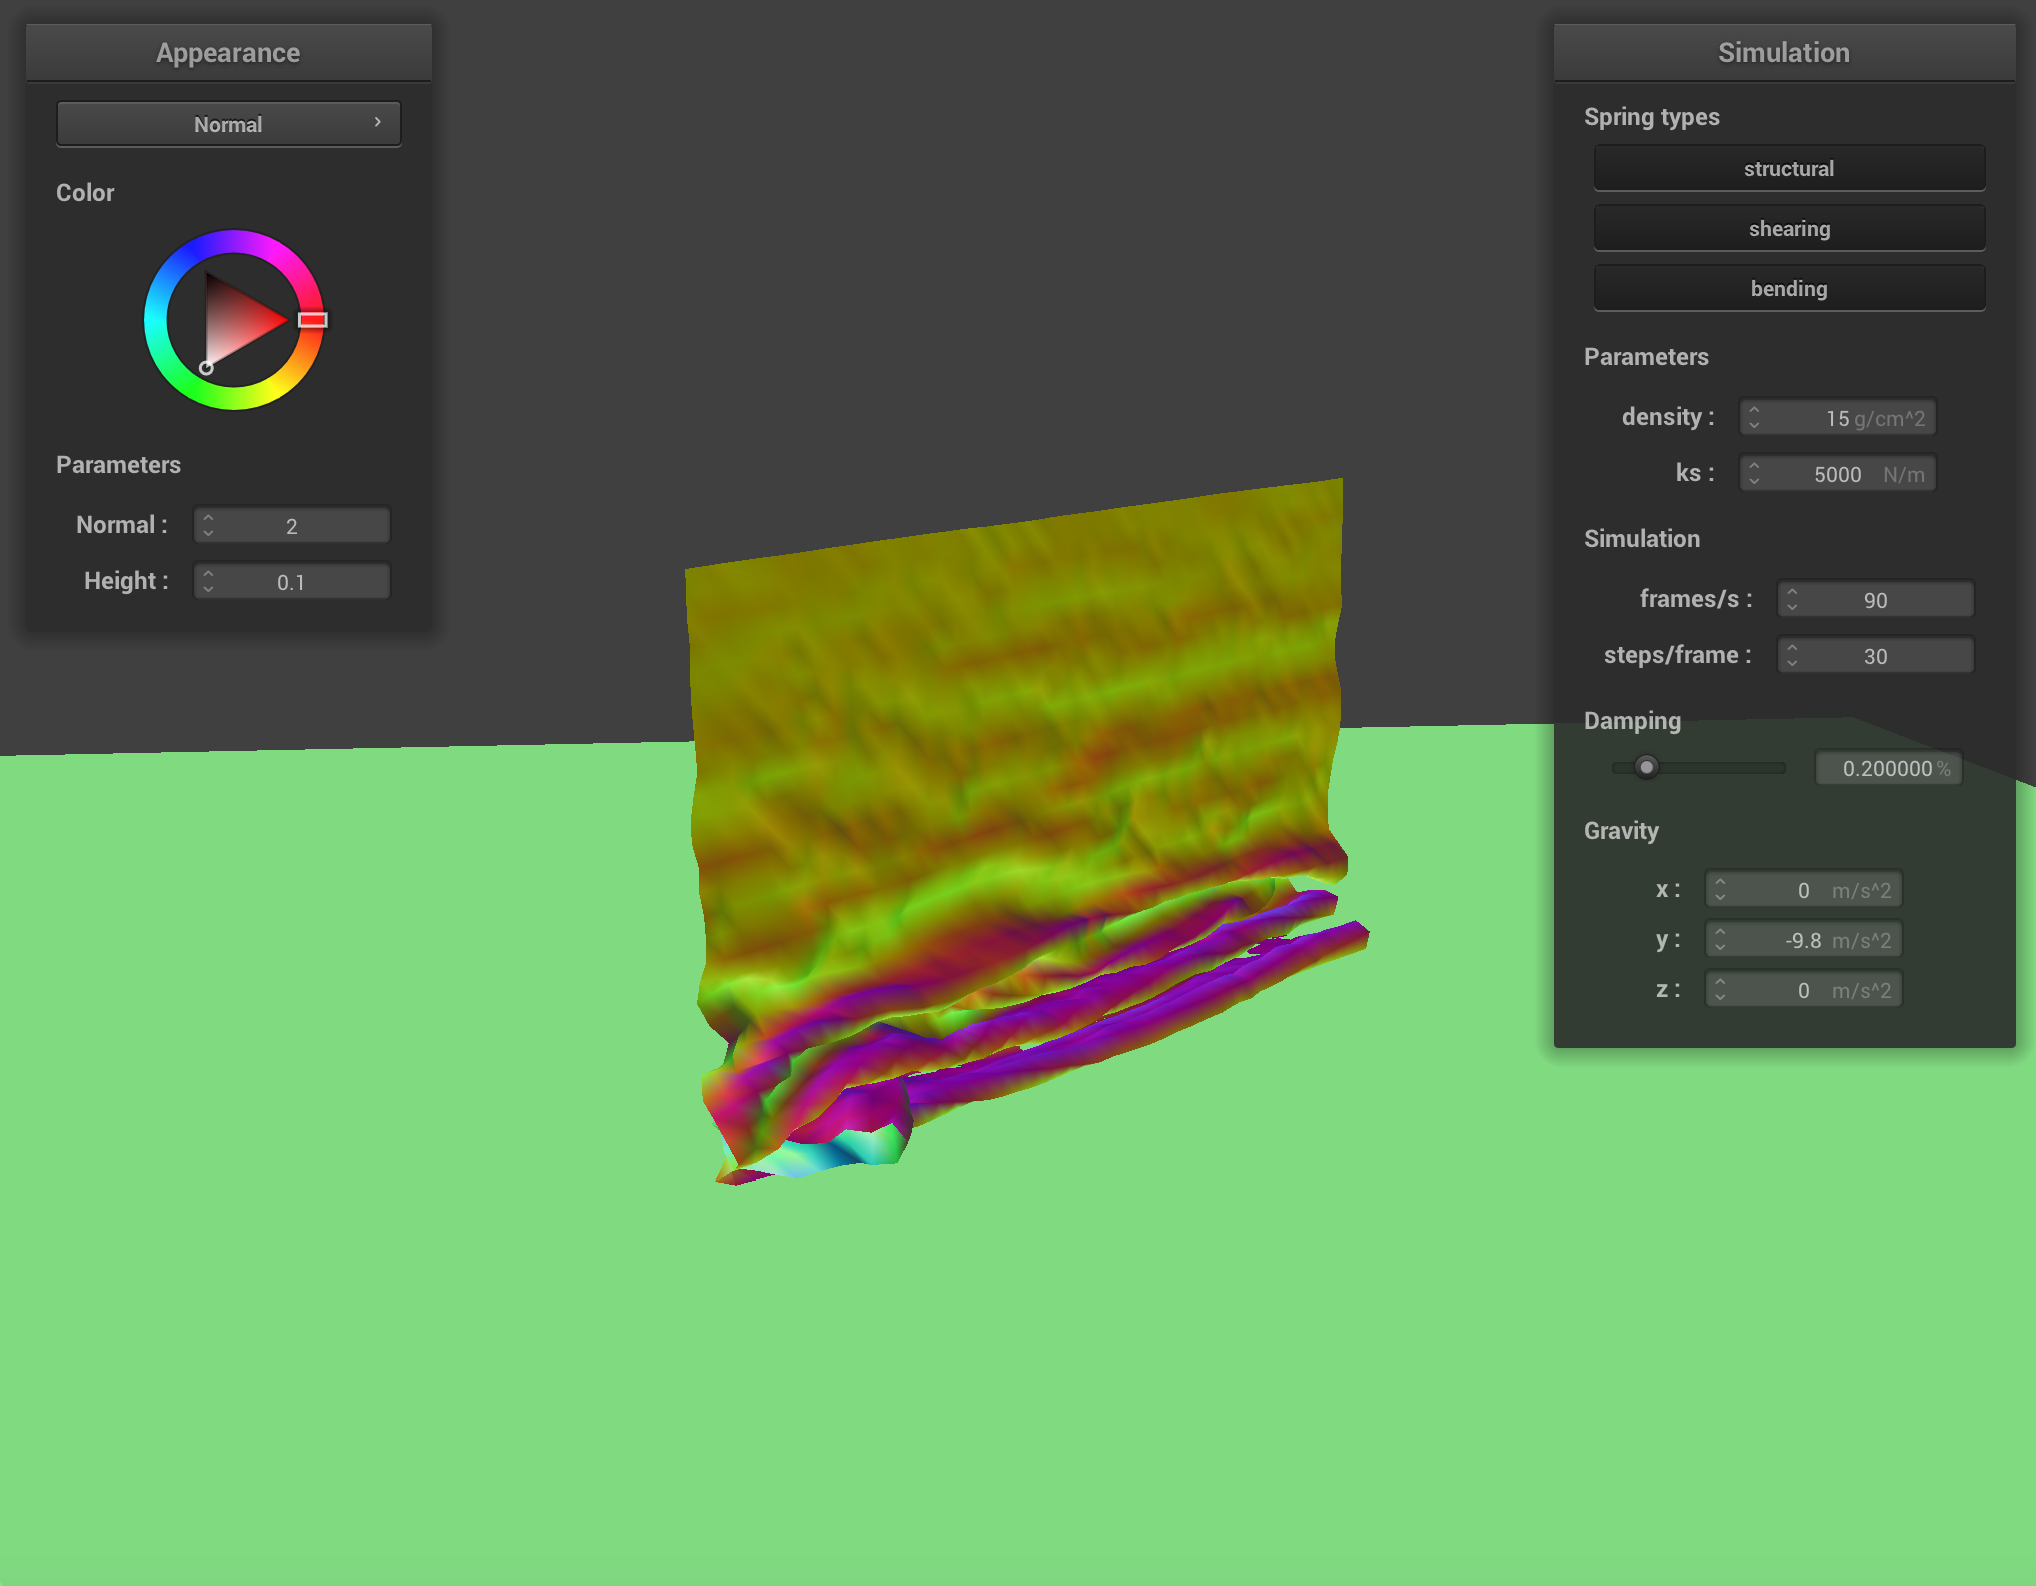 Appearance
Normal
Color
Parameters
Normal : 2
Height : 0.1
Simulation
Spring types
structural
shearing
bending
Parameters
density : 15 g/cm^2
ks : 5000 N/m
Simulation
frames/s : 90
steps/frame : 30
Damping
0.200000 %
Gravity
x : 0 m/s^2
y : -9.8 m/s^2
z : 0 m/s^2